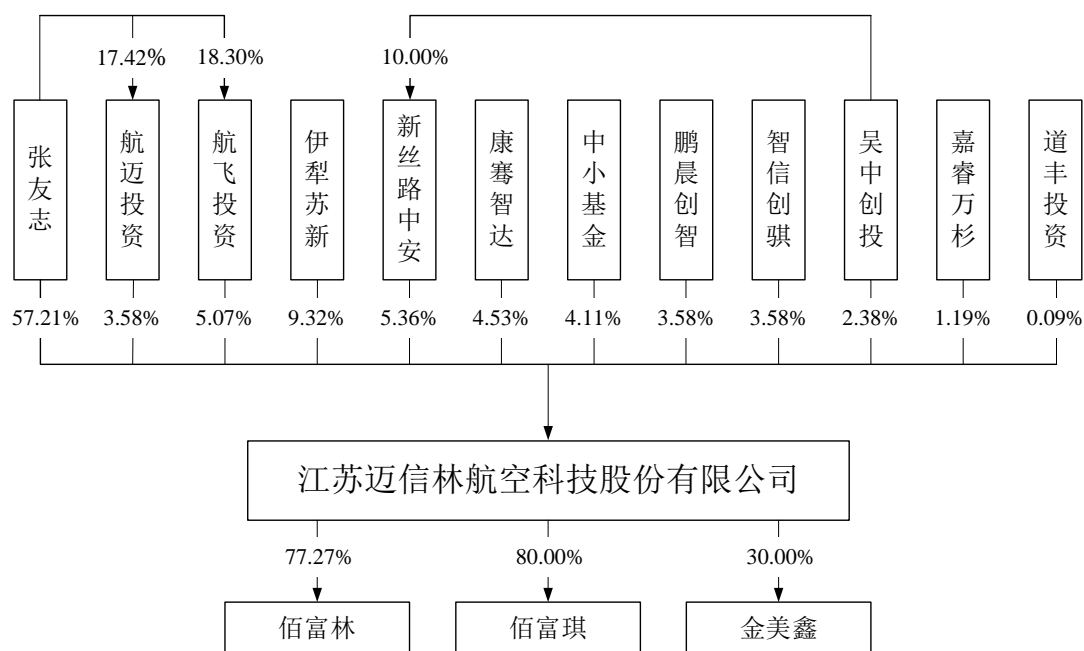 17.42%
18.30%
10.00%
张友志
航迈投资
航飞投资
伊犁苏新
新丝路中安
康骞智达
中小基金
鹏晨创智
智信创骐
吴中创投
嘉睿万杉
道丰投资
57.21%
3.58%
5.07%
9.32%
5.36%
4.53%
4.11%
3.58%
3.58%
2.38%
1.19%
0.09%
江苏迈信林航空科技股份有限公司
77.27%
80.00%
30.00%
佰富林
佰富琪
金美鑫